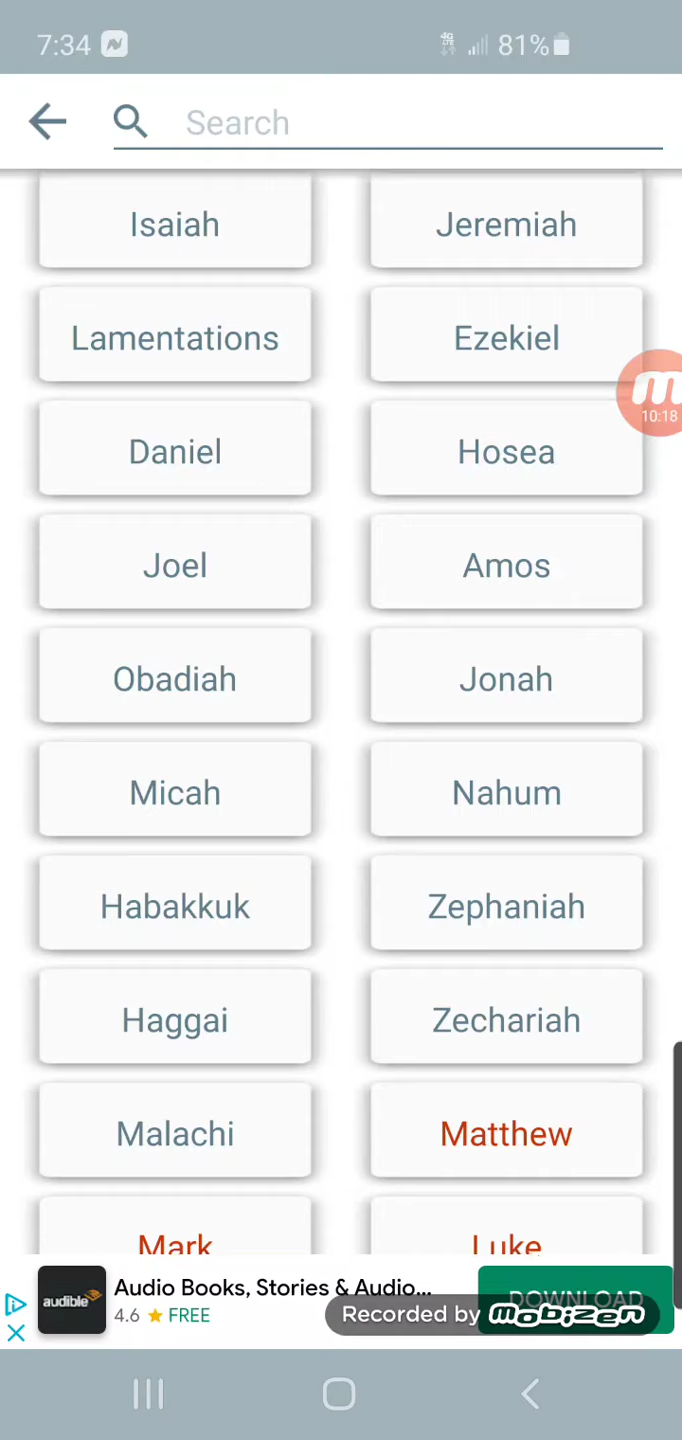 7:34 4G LTE 81%
Search
Isaiah Jeremiah
Lamentations Ezekiel
10:18
Daniel Hosea
Joel Amos
Obadiah Jonah
Micah Nahum
Habakkuk Zephaniah
Haggai Zechariah
Malachi Matthew
Mark Luke
audible Audio Books, Stories & Audio... DOWNLOAD
4.6 ★ FREE Recorded by mobizen